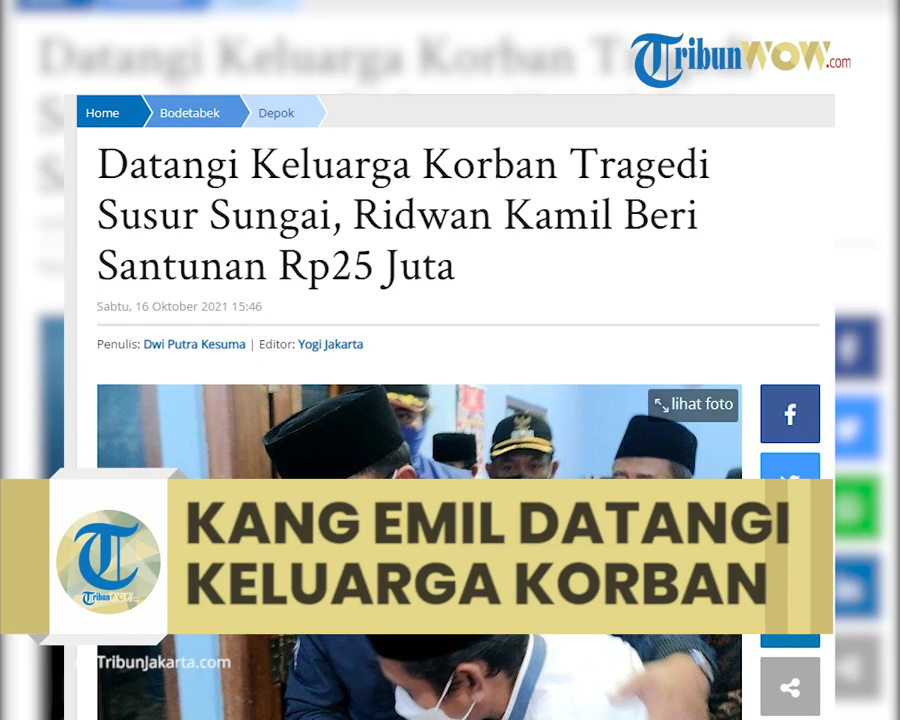 TribunWOW.com
Home Bodetabek Depok
Datangi Keluarga Korban Tragedi
Susur Sungai, Ridwan Kamil Beri
Santunan Rp25 Juta
Sabtu, 16 Oktober 2021 15:46
Penulis: Dwi Putra Kesuma | Editor: Yogi Jakarta
lihat foto
KANG EMIL DATANGI
KELUARGA KORBAN
TribunJakarta.com